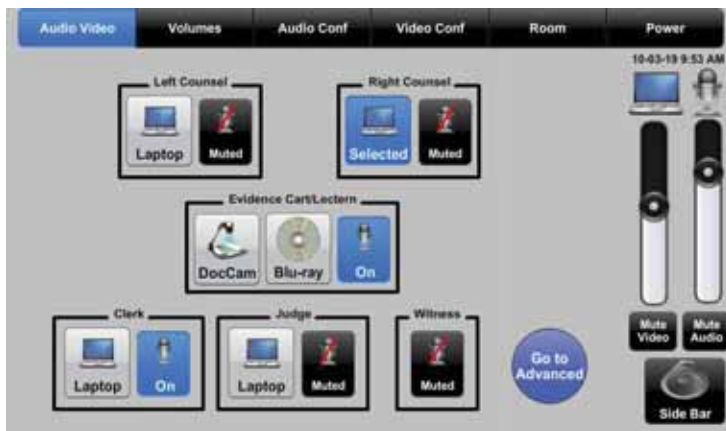 Audio Video Volumes Audio Conf Video Conf Room Power
10-03-19 9:53 AM
Left Counsel Right Counsel
Laptop Muted Selected Muted
Evidence Cart/Lectern
DocCam Blu-ray On
Clerk Judge Witness
Laptop On Laptop Muted Muted
Go to
Advanced
Mute
Video
Mute
Audio
Side Bar